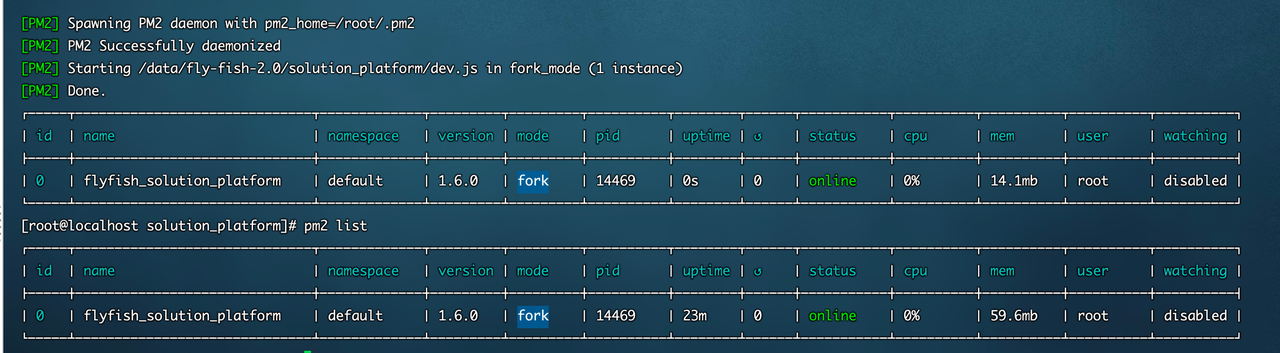 [PM2] Spawning PM2 daemon with pm2_home=/root/.pm2
[PM2] PM2 Successfully daemonized
[PM2] Starting /data/fly-fish-2.0/solution_platform/dev.js in fork_mode (1 instance)
[PM2] Done.
| id | name | namespace | version | mode | pid | uptime | ↺ | status | cpu | mem | user | watching |
| 0 | flyfish_solution_platform | default | 1.6.0 | fork | 14469 | 0s | 0 | online | 0% | 14.1mb | root | disabled |
[root@localhost solution_platform]# pm2 list
| id | name | namespace | version | mode | pid | uptime | ↺ | status | cpu | mem | user | watching |
| 0 | flyfish_solution_platform | default | 1.6.0 | fork | 14469 | 23m | 0 | online | 0% | 59.6mb | root | disabled |